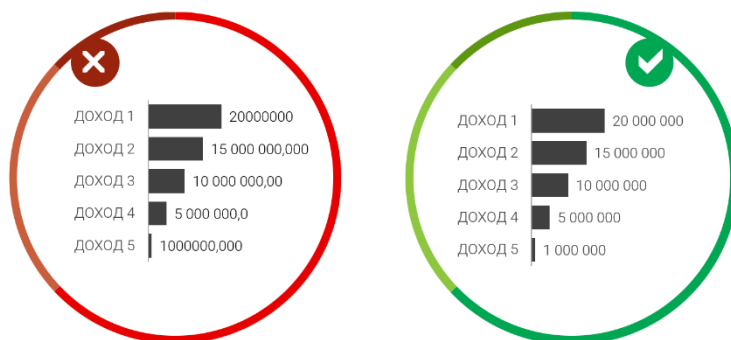 ДОХОД 1 20000000
ДОХОД 2 15 000 000,000
ДОХОД 3 10 000 000,00
ДОХОД 4 5 000 000,0
ДОХОД 5 1000000,000
ДОХОД 1 20 000 000
ДОХОД 2 15 000 000
ДОХОД 3 10 000 000
ДОХОД 4 5 000 000
ДОХОД 5 1 000 000